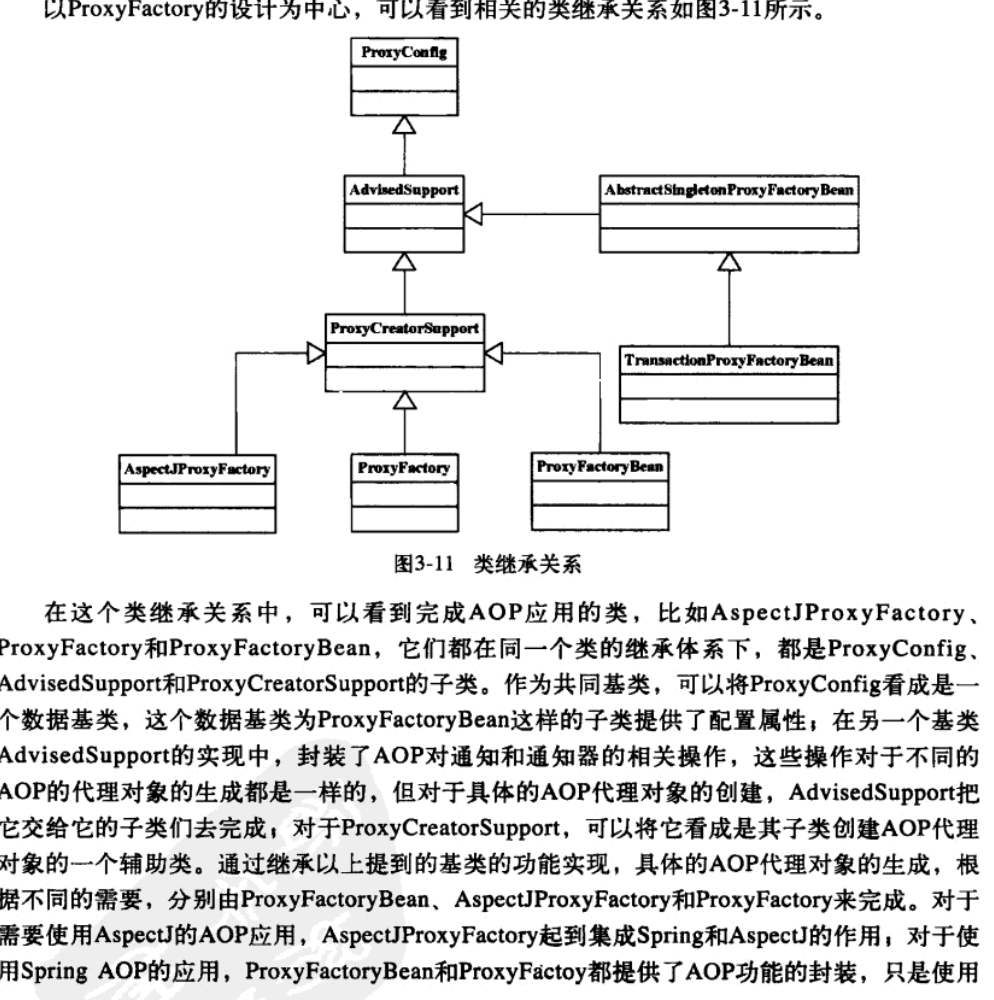 以ProxyFactory的设计为中心，可以看到相关的类继承关系如图3-11所示。
ProxyConfig
AdvisedSupport
AbstractSingletonProxyFactoryBean
ProxyCreatorSupport
TransactionProxyFactoryBean
AspectJProxyFactory
ProxyFactory
ProxyFactoryBean
图3-11 类继承关系
在这个类继承关系中，可以看到完成AOP应用的类，比如AspectJProxyFactory、
ProxyFactory和ProxyFactoryBean，它们都在同一个类的继承体系下，都是ProxyConfig、
AdvisedSupport和ProxyCreatorSupport的子类。作为共同基类，可以将ProxyConfig看成是一
个数据基类，这个数据基类为ProxyFactoryBean这样的子类提供了配置属性；在另一个基类
AdvisedSupport的实现中，封装了AOP对通知和通知器的相关操作，这些操作对于不同的
AOP的代理对象的生成都是一样的，但对于具体的AOP代理对象的创建，AdvisedSupport把
它交给它的子类们去完成；对于ProxyCreatorSupport，可以将它看成是其子类创建AOP代理
对象的一个辅助类。通过继承以上提到的基类的功能实现，具体的AOP代理对象的生成，根
据不同的需要，分别由ProxyFactoryBean、AspectJProxyFactory和ProxyFactory来完成。对于
需要使用AspectJ的AOP应用，AspectJProxyFactory起到集成Spring和AspectJ的作用；对于使
用Spring AOP的应用，ProxyFactoryBean和ProxyFactoy都提供了AOP功能的封装，只是使用